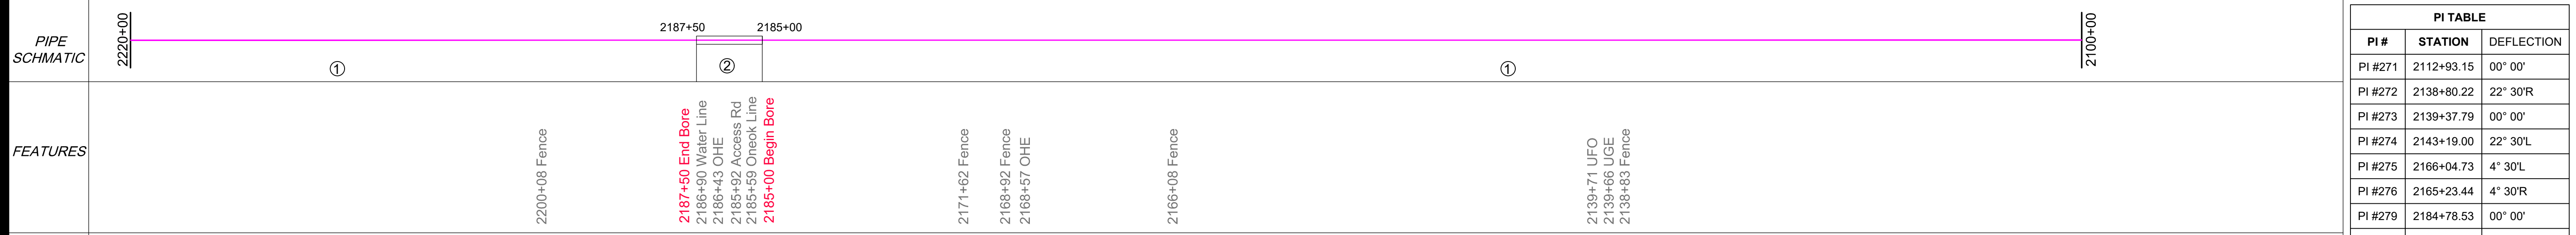 PIPE
SCHMATIC
2220+00
2187+50
2185+00
2100+00
1
2
1
FEATURES
2200+08 Fence
2187+50 End Bore
2186+90 Water Line
2186+43 OHE
2185+92 Access Rd
2185+59 Oneok Line
2185+00 Begin Bore
2171+62 Fence
2168+92 Fence
2168+57 OHE
2166+08 Fence
2139+71 UFO
2139+66 UGE
2138+83 Fence
PI TABLE
PI # STATION DEFLECTION
PI #271 2112+93.15 00° 00'
PI #272 2138+80.22 22° 30'R
PI #273 2139+37.79 00° 00'
PI #274 2143+19.00 22° 30'L
PI #275 2166+04.73 4° 30'L
PI #276 2165+23.44 4° 30'R
PI #279 2184+78.53 00° 00'